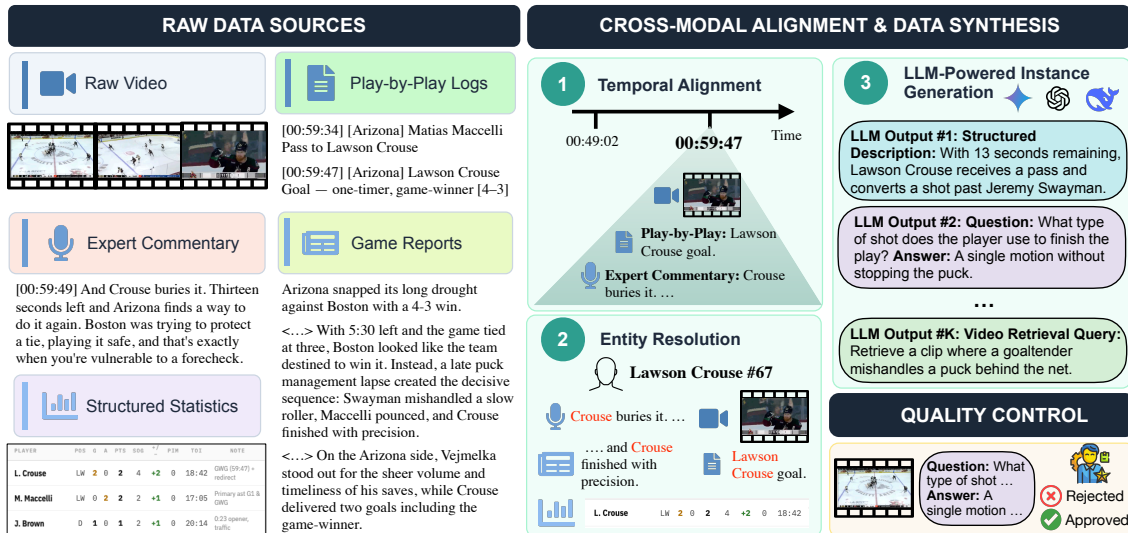 RAW DATA SOURCES
Raw Video
Play-by-Play Logs
[00:59:34] [Arizona] Matias Maccelli
Pass to Lawson Crouse
[00:59:47] [Arizona] Lawson Crouse
Goal — one-timer, game-winner [4–3]
Expert Commentary
[00:59:49] And Crouse buries it. Thirteen
seconds left and Arizona finds a way to
do it again. Boston was trying to protect
a tie, playing it safe, and that's exactly
when you're vulnerable to a forecheck.
Game Reports
Arizona snapped its long drought
against Boston with a 4-3 win.
<…> With 5:30 left and the game tied
at three, Boston looked like the team
destined to win it. Instead, a late puck
management lapse created the decisive
sequence: Swayman mishandled a slow
roller, Maccelli pounced, and Crouse
finished with precision.
<…> On the Arizona side, Vejmelka
stood out for the sheer volume and
timeliness of his saves, while Crouse
delivered two goals including the
game-winner.
Structured Statistics
PLAYER POS G A PTS SOG +/- PIM TOI NOTE
L. Crouse LW 2 0 2 4 +2 0 18:42 GWG (59:47) +
redirect
M. Maccelli LW 0 2 2 2 +1 0 17:05 Primary ast G1 &
GWG
J. Brown D 1 0 1 2 +1 0 20:14 0:23 opener,
traffic
CROSS-MODAL ALIGNMENT & DATA SYNTHESIS
1 Temporal Alignment
00:49:02 00:59:47 Time
Play-by-Play: Lawson
Crouse goal.
Expert Commentary: Crouse
buries it. …
2 Entity Resolution
Lawson Crouse #67
Crouse buries it. …
…. and Crouse
finished with
precision.
Lawson
Crouse goal.
L. Crouse LW 2 0 2 4 +2 0 18:42
3 LLM-Powered Instance
Generation
LLM Output #1: Structured
Description: With 13 seconds remaining,
Lawson Crouse receives a pass and
converts a shot past Jeremy Swayman.
LLM Output #2: Question: What type
of shot does the player use to finish the
play? Answer: A single motion without
stopping the puck.
…
LLM Output #K: Video Retrieval Query:
Retrieve a clip where a goaltender
mishandles a puck behind the net.
QUALITY CONTROL
Question: What
type of shot …
Answer: A
single motion …
Rejected
Approved